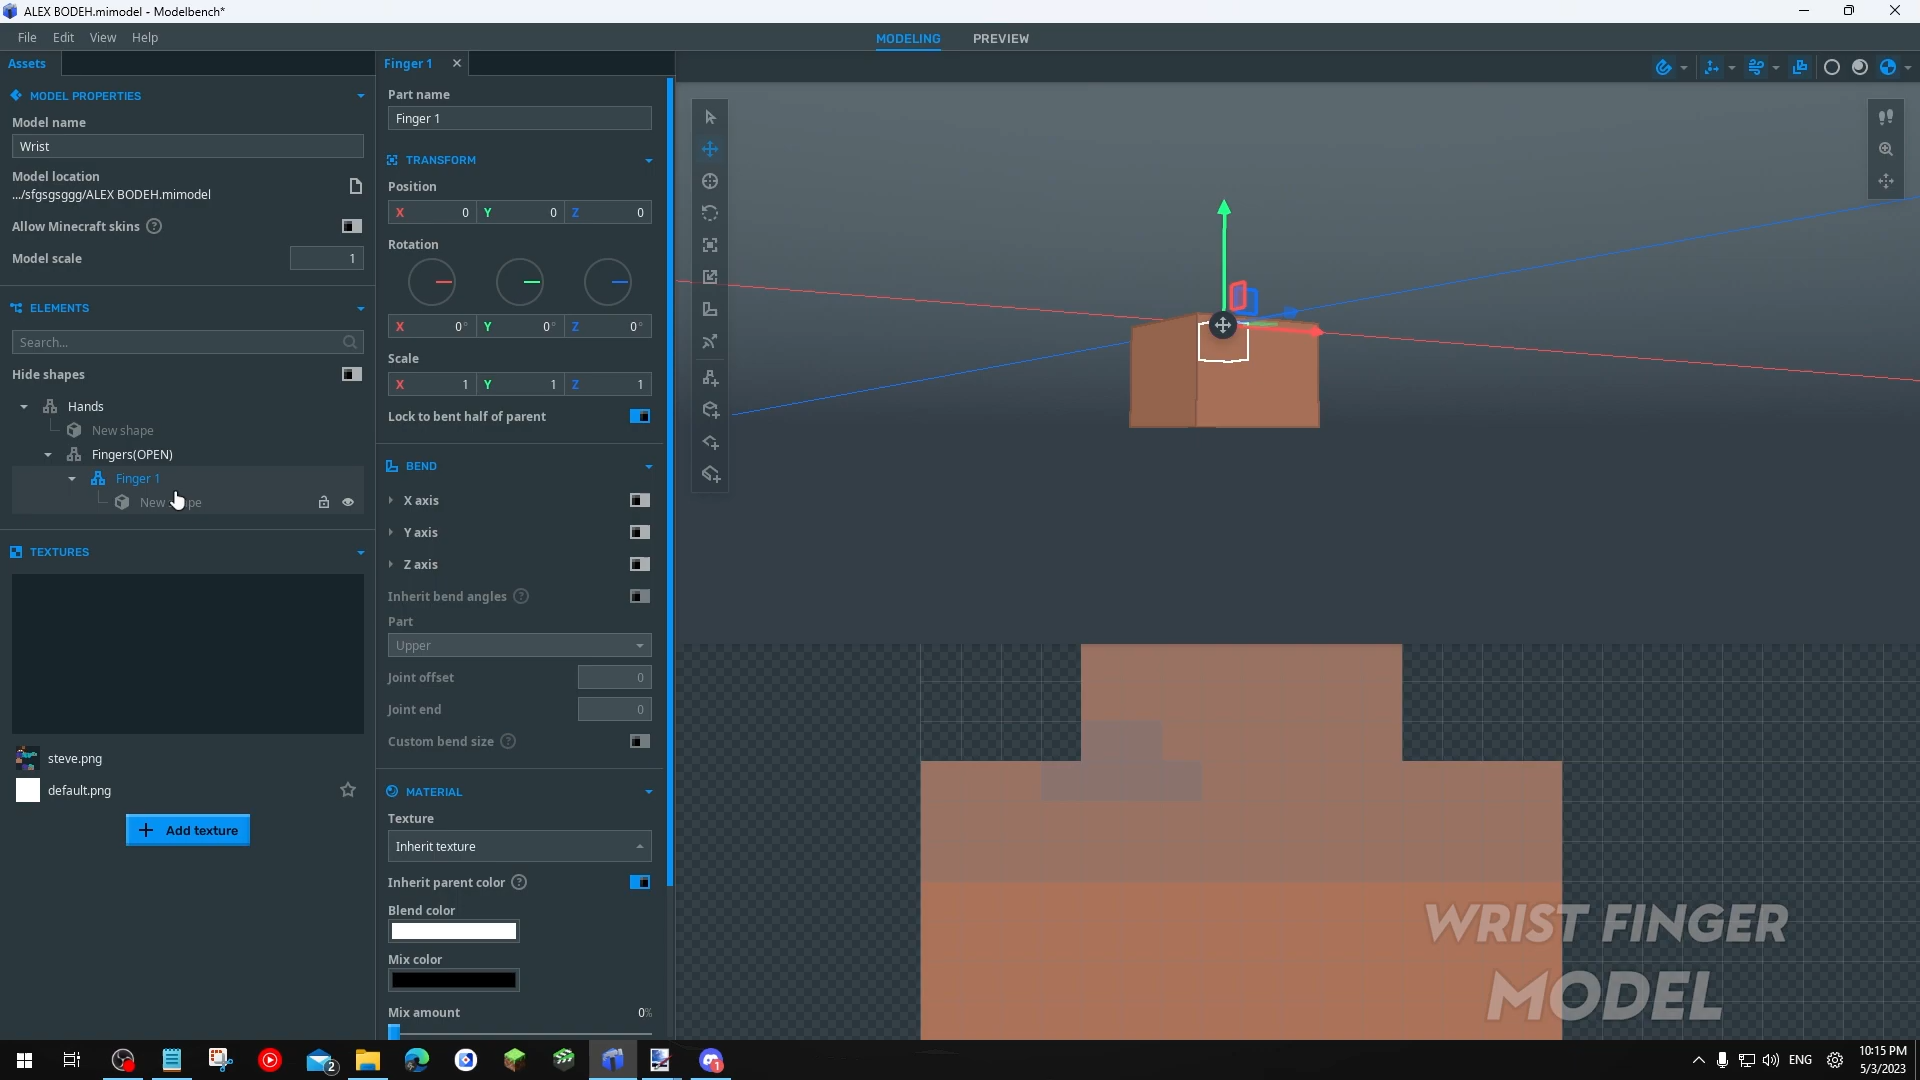 ALEX BODEH.mimodel - Modelbench*
File Edit View Help
MODELING PREVIEW
Assets
Finger 1
MODEL PROPERTIES
Model name
Wrist
Model location
.../sfgsgsggg/ALEX BODEH.mimodel
Allow Minecraft skins ?
Model scale 1
ELEMENTS
Search...
Hide shapes
Hands
New shape
Fingers(OPEN)
Finger 1
New shape
TEXTURES
steve.png
default.png
+ Add texture
Part name
Finger 1
TRANSFORM
Position
X 0 Y 0 Z 0
Rotation
X 0° Y 0° Z 0°
Scale
X 1 Y 1 Z 1
Lock to bent half of parent
BEND
X axis
Y axis
Z axis
Inherit bend angles ?
Part
Upper
Joint offset 0
Joint end 0
Custom bend size ?
MATERIAL
Texture
Inherit texture
Inherit parent color ?
Blend color
Mix color
Mix amount 0%
WRIST FINGER
MODEL
2
1
ENG
10:15 PM
5/3/2023